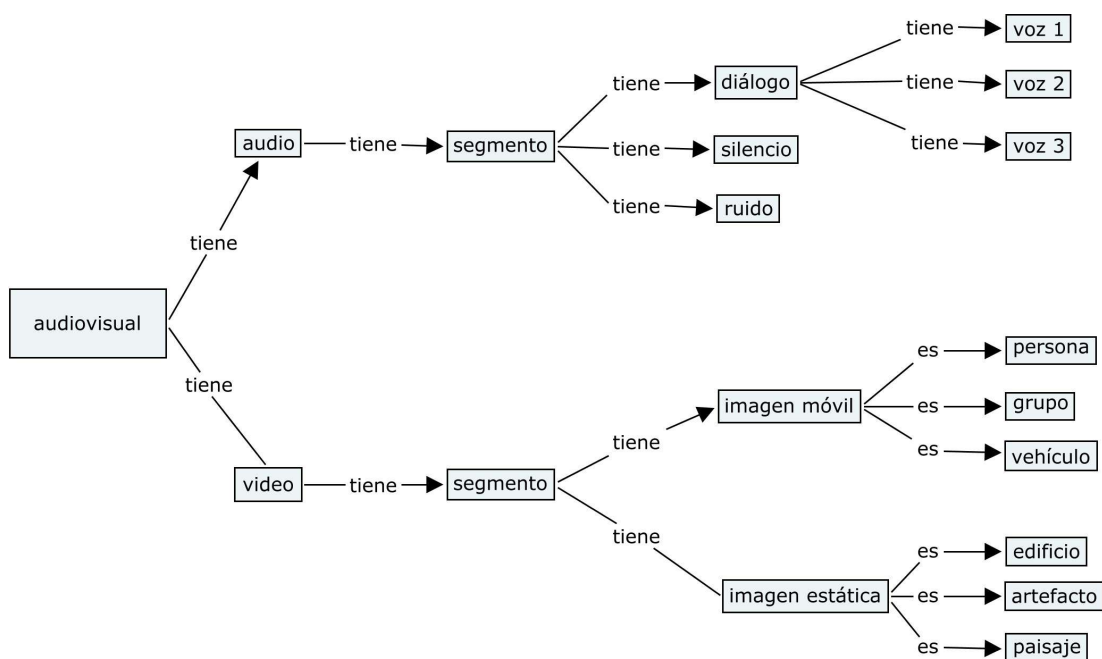 tiene
voz 1
tiene
diálogo
tiene
voz 2
audio
tiene
segmento
tiene
silencio
tiene
voz 3
tiene
ruido
tiene
audiovisual
tiene
es
persona
imagen móvil
es
grupo
tiene
es
vehículo
video
tiene
segmento
tiene
es
edificio
imagen estática
es
artefacto
es
paisaje